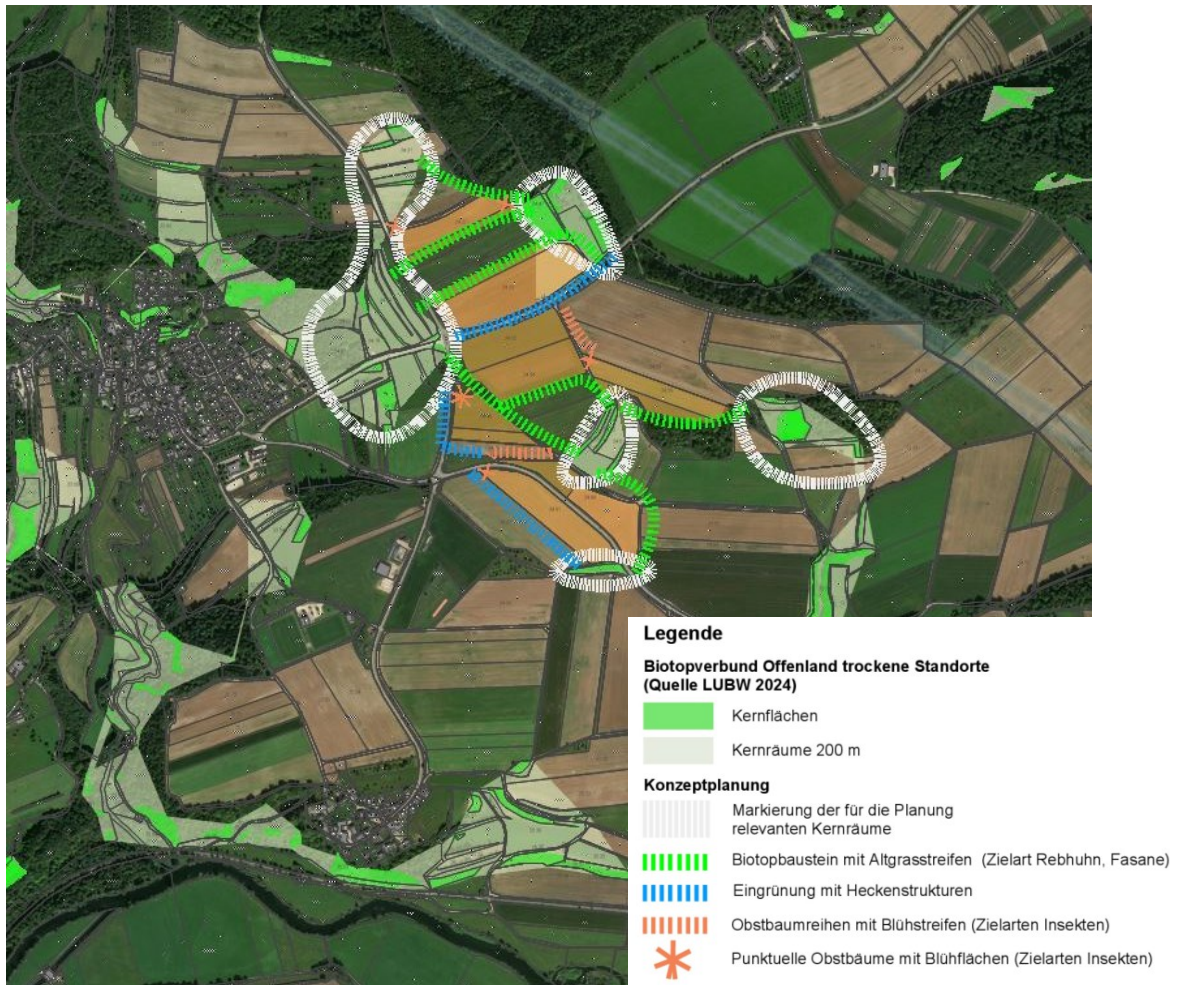 Legende
Biotopverbund Offenland trockene Standorte
(Quelle LUBW 2024)
Kernflächen
Kernräume 200 m
Konzeptplanung
Markierung der für die Planung
relevanten Kernräume
Biotopbaustein mit Altgrasstreifen (Zielart Rebhuhn, Fasane)
Eingrünung mit Heckenstrukturen
Obstbaumreihen mit Blühstreifen (Zielarten Insekten)
Punktuelle Obstbäume mit Blühflächen (Zielarten Insekten)